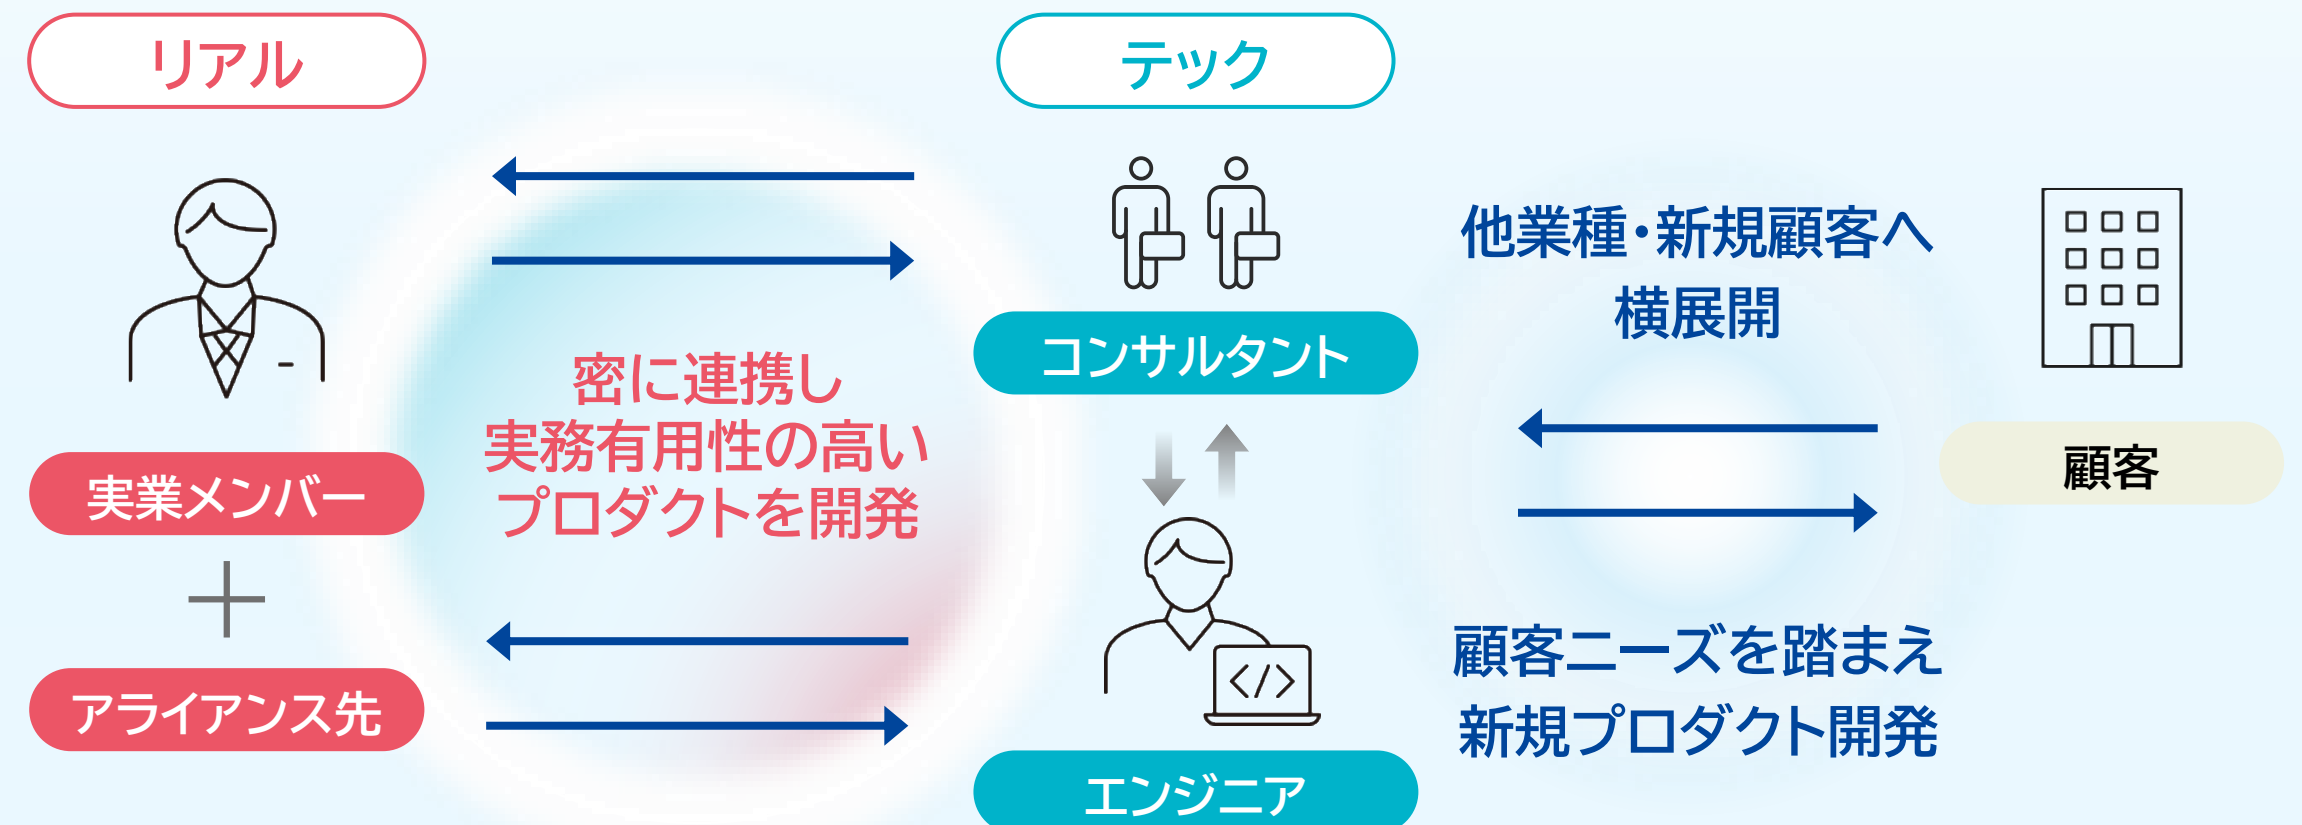 リアル
テック
実業メンバー
アライアンス先
密に連携し
実務有用性の高い
プロダクトを開発
コンサルタント
エンジニア
他業種・新規顧客へ
横展開
顧客ニーズを踏まえ
新規プロダクト開発
顧客